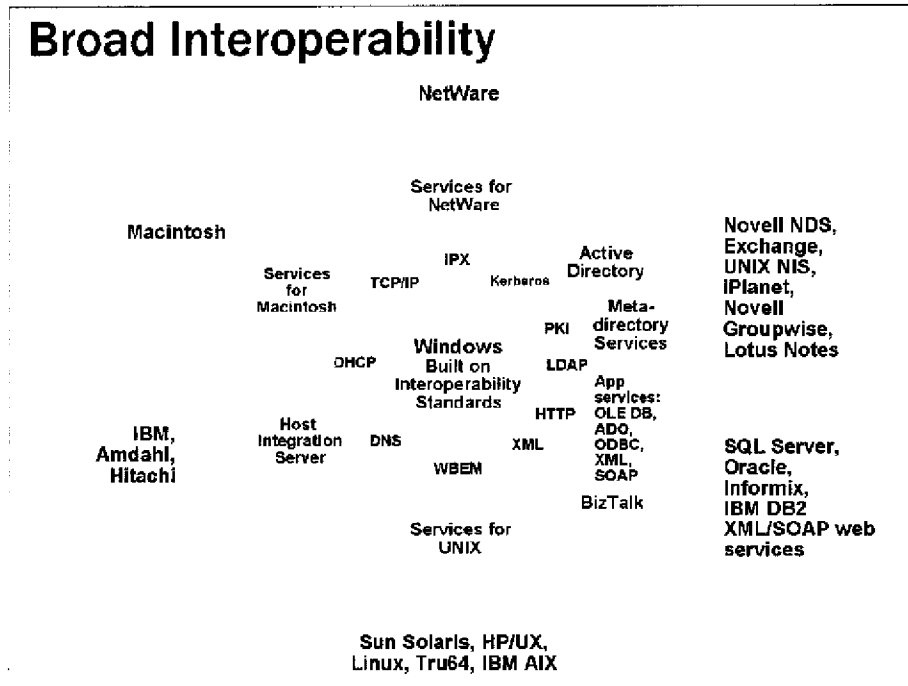 Broad Interoperability
NetWare
Services for
NetWare
Macintosh
Novell NDS,
Exchange,
UNIX NIS,
iPlanet,
Novell
Groupwise,
Lotus Notes
Active
Directory
IPX
Services
for
Macintosh
TCP/IP
Kerberos
Meta-
directory
Services
PKI
Windows
Built on
Interoperability
Standards
DHCP
LDAP
App
services:
OLE DB,
ADO,
ODBC,
XML,
SOAP
HTTP
IBM,
Amdahl,
Hitachi
Host
Integration
Server
DNS
XML
WBEM
SQL Server,
Oracle,
Informix,
IBM DB2
XML/SOAP web
services
BizTalk
Services for
UNIX
Sun Solaris, HP/UX,
Linux, Tru64, IBM AIX